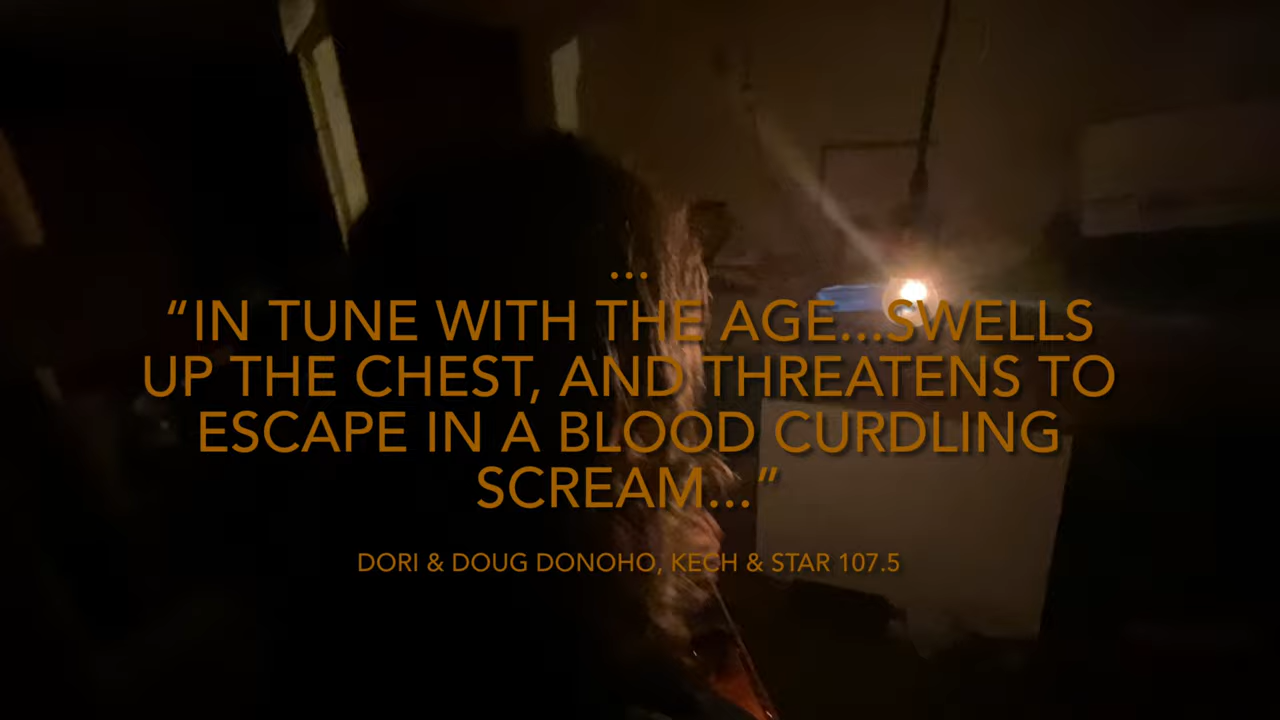 ...
“IN TUNE WITH THE AGE...SWELLS
UP THE CHEST, AND THREATENS TO
ESCAPE IN A BLOOD CURDLING
SCREAM...”
DORI & DOUG DONOHO, KECH & STAR 107.5